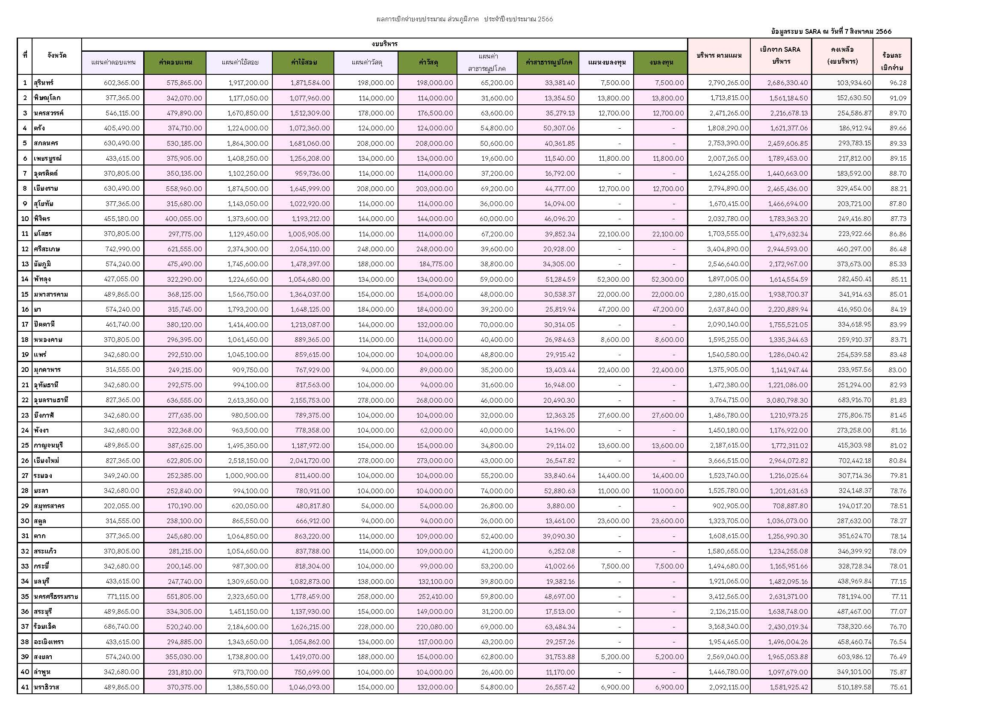 ผลการเบิกจ่ายงบประมาณ ส่วนภูมิภาค ประจำปีงบประมาณ 2566
ข้อมูลระบบ SARA ณ วันที่ 7 สิงหาคม 2566
ที่ จังหวัด งบบริหาร บริหาร ตามแผน เบิกจาก SARA บริหาร คงเหลือ (งบบริหาร) ร้อยละ เบิกจ่าย
แผนค่าตอบแทน ค่าตอบแทน แผนค่าใช้สอย ค่าใช้สอย แผนค่าวัสดุ ค่าวัสดุ แผนค่า สาธารณูปโภค ค่าสาธารณูปโภค แผนงบลงทุน งบลงทุน
1 สุรินทร์ 602,365.00 575,865.00 1,917,200.00 1,871,584.00 198,000.00 198,000.00 65,200.00 33,381.40 7,500.00 7,500.00 2,790,265.00 2,686,330.40 103,934.60 96.28
2 พิษณุโลก 377,365.00 342,070.00 1,177,050.00 1,077,960.00 114,000.00 114,000.00 31,600.00 13,354.50 13,800.00 13,800.00 1,713,815.00 1,561,184.50 152,630.50 91.09
3 นครสวรรค์ 546,115.00 479,890.00 1,670,850.00 1,512,309.00 178,000.00 176,500.00 63,600.00 35,279.13 12,700.00 12,700.00 2,471,265.00 2,216,678.13 254,586.87 89.70
4 ตรัง 405,490.00 374,710.00 1,224,000.00 1,072,360.00 124,000.00 124,000.00 54,800.00 50,307.06 - - 1,808,290.00 1,621,377.06 186,912.94 89.66
5 สกลนคร 630,490.00 530,185.00 1,864,300.00 1,681,060.00 208,000.00 208,000.00 50,600.00 40,361.85 - - 2,753,390.00 2,459,606.85 293,783.15 89.33
6 เพชรบูรณ์ 433,615.00 375,905.00 1,408,250.00 1,256,208.00 134,000.00 134,000.00 19,600.00 11,540.00 11,800.00 11,800.00 2,007,265.00 1,789,453.00 217,812.00 89.15
7 อุตรดิตถ์ 370,805.00 350,135.00 1,102,250.00 959,736.00 114,000.00 114,000.00 37,200.00 16,792.00 - - 1,624,255.00 1,440,663.00 183,592.00 88.70
8 เชียงราย 630,490.00 558,960.00 1,874,500.00 1,645,999.00 208,000.00 203,000.00 69,200.00 44,777.00 12,700.00 12,700.00 2,794,890.00 2,465,436.00 329,454.00 88.21
9 สุโขทัย 377,365.00 315,680.00 1,143,050.00 1,022,920.00 114,000.00 114,000.00 36,000.00 14,094.00 - - 1,670,415.00 1,466,694.00 203,721.00 87.80
10 พิจิตร 455,180.00 400,055.00 1,373,600.00 1,193,212.00 144,000.00 144,000.00 60,000.00 46,096.20 - - 2,032,780.00 1,783,363.20 249,416.80 87.73
11 ยโสธร 370,805.00 297,775.00 1,129,450.00 1,005,905.00 114,000.00 114,000.00 67,200.00 39,852.34 22,100.00 22,100.00 1,703,555.00 1,479,632.34 223,922.66 86.86
12 ศรีสะเกษ 742,990.00 621,555.00 2,374,300.00 2,054,110.00 248,000.00 248,000.00 39,600.00 20,928.00 - - 3,404,890.00 2,944,593.00 460,297.00 86.48
13 ชัยภูมิ 574,240.00 475,490.00 1,745,600.00 1,478,397.00 188,000.00 184,775.00 38,800.00 34,305.00 - - 2,546,640.00 2,172,967.00 373,673.00 85.33
14 พัทลุง 427,055.00 322,290.00 1,224,650.00 1,054,680.00 134,000.00 134,000.00 59,000.00 51,284.59 52,300.00 52,300.00 1,897,005.00 1,614,554.59 282,450.41 85.11
15 มหาสารคาม 489,865.00 368,125.00 1,566,750.00 1,364,037.00 154,000.00 154,000.00 48,000.00 30,538.37 22,000.00 22,000.00 2,280,615.00 1,938,700.37 341,914.63 85.01
16 ยา 574,240.00 315,745.00 1,793,200.00 1,648,125.00 184,000.00 184,000.00 39,200.00 25,819.94 47,200.00 47,200.00 2,637,840.00 2,220,889.94 416,950.06 84.19
17 ปัตตานี 461,740.00 380,120.00 1,414,400.00 1,213,087.00 144,000.00 132,000.00 70,000.00 30,314.05 - - 2,090,140.00 1,755,521.05 334,618.95 83.99
18 หนองคาย 370,805.00 296,395.00 1,061,450.00 889,365.00 114,000.00 114,000.00 40,400.00 26,984.63 8,600.00 8,600.00 1,595,255.00 1,335,344.63 259,910.37 83.71
19 แพร่ 342,680.00 292,510.00 1,045,100.00 859,615.00 104,000.00 104,000.00 48,800.00 29,915.42 - - 1,540,580.00 1,286,040.42 254,539.58 83.48
20 มุกดาหาร 314,555.00 249,215.00 909,750.00 767,929.00 94,000.00 89,000.00 35,200.00 13,403.44 22,400.00 22,400.00 1,375,905.00 1,141,947.44 233,957.56 83.00
21 อุทัยธานี 342,680.00 292,575.00 994,100.00 817,563.00 104,000.00 94,000.00 31,600.00 16,948.00 - - 1,472,380.00 1,221,086.00 251,294.00 82.93
22 อุบลราชธานี 827,365.00 636,555.00 2,613,350.00 2,155,753.00 278,000.00 268,000.00 46,000.00 20,490.30 - - 3,764,715.00 3,080,798.30 683,916.70 81.83
23 บึงกาฬ 342,680.00 277,635.00 980,500.00 789,375.00 104,000.00 104,000.00 32,000.00 12,363.25 27,600.00 27,600.00 1,486,780.00 1,210,973.25 275,806.75 81.45
24 พังงา 342,680.00 322,368.00 963,500.00 778,358.00 104,000.00 62,000.00 40,000.00 14,196.00 - - 1,450,180.00 1,176,922.00 273,258.00 81.16
25 กาญจนบุรี 489,865.00 387,625.00 1,495,350.00 1,187,972.00 154,000.00 154,000.00 34,800.00 29,114.02 13,600.00 13,600.00 2,187,615.00 1,772,311.02 415,303.98 81.02
26 เชียงใหม่ 827,365.00 622,805.00 2,518,150.00 2,041,720.00 278,000.00 273,000.00 43,000.00 26,547.82 - - 3,666,515.00 2,964,072.82 702,442.18 80.84
27 ระยอง 349,240.00 252,385.00 1,000,900.00 811,400.00 104,000.00 104,000.00 55,200.00 33,840.64 14,400.00 14,400.00 1,523,740.00 1,216,025.64 307,714.36 79.81
28 ยะลา 342,680.00 252,840.00 994,100.00 780,911.00 104,000.00 104,000.00 74,000.00 52,880.63 11,000.00 11,000.00 1,525,780.00 1,201,631.63 324,148.37 78.76
29 สมุทรสาคร 202,055.00 170,190.00 620,050.00 480,817.80 54,000.00 54,000.00 26,800.00 3,880.00 - - 902,905.00 708,887.80 194,017.20 78.51
30 สตูล 314,555.00 238,100.00 865,550.00 666,912.00 94,000.00 94,000.00 26,000.00 13,461.00 23,600.00 23,600.00 1,323,705.00 1,036,073.00 287,632.00 78.27
31 ตาก 377,365.00 245,680.00 1,064,850.00 863,220.00 114,000.00 109,000.00 52,400.00 39,090.30 - - 1,608,615.00 1,256,990.30 351,624.70 78.14
32 สระแก้ว 370,805.00 281,215.00 1,054,650.00 837,788.00 114,000.00 109,000.00 41,200.00 6,252.08 - - 1,580,655.00 1,234,255.08 346,399.92 78.09
33 กระบี่ 342,680.00 200,145.00 987,300.00 818,304.00 104,000.00 99,000.00 53,200.00 41,002.66 7,500.00 7,500.00 1,494,680.00 1,165,951.66 328,728.34 78.01
34 ชลบุรี 433,615.00 247,740.00 1,309,650.00 1,082,873.00 138,000.00 132,100.00 39,800.00 19,382.16 - - 1,921,065.00 1,482,095.16 438,969.84 77.15
35 นครศรีธรรมราช 771,115.00 551,805.00 2,323,650.00 1,778,459.00 258,000.00 252,410.00 59,800.00 48,697.00 - - 3,412,565.00 2,631,371.00 781,194.00 77.11
36 สระบุรี 489,865.00 334,305.00 1,451,150.00 1,137,930.00 154,000.00 149,000.00 31,200.00 17,513.00 - - 2,126,215.00 1,638,748.00 487,467.00 77.07
37 ร้อยเอ็ด 686,740.00 520,240.00 2,184,600.00 1,626,215.00 228,000.00 220,080.00 69,000.00 63,484.34 - - 3,168,340.00 2,430,019.34 738,320.66 76.70
38 ฉะเชิงเทรา 433,615.00 294,885.00 1,343,650.00 1,054,862.00 134,000.00 117,000.00 43,200.00 29,257.26 - - 1,954,465.00 1,496,004.26 458,460.74 76.54
39 สงขลา 574,240.00 355,030.00 1,738,800.00 1,419,070.00 188,000.00 154,000.00 62,800.00 31,753.88 5,200.00 5,200.00 2,569,040.00 1,965,053.88 603,986.12 76.49
40 ลำพูน 342,680.00 231,810.00 973,700.00 750,699.00 104,000.00 104,000.00 26,400.00 11,170.00 - - 1,446,780.00 1,097,679.00 349,101.00 75.87
41 นราธิวาส 489,865.00 370,375.00 1,386,550.00 1,046,093.00 154,000.00 132,000.00 54,800.00 26,557.42 6,900.00 6,900.00 2,092,115.00 1,581,925.42 510,189.58 75.61